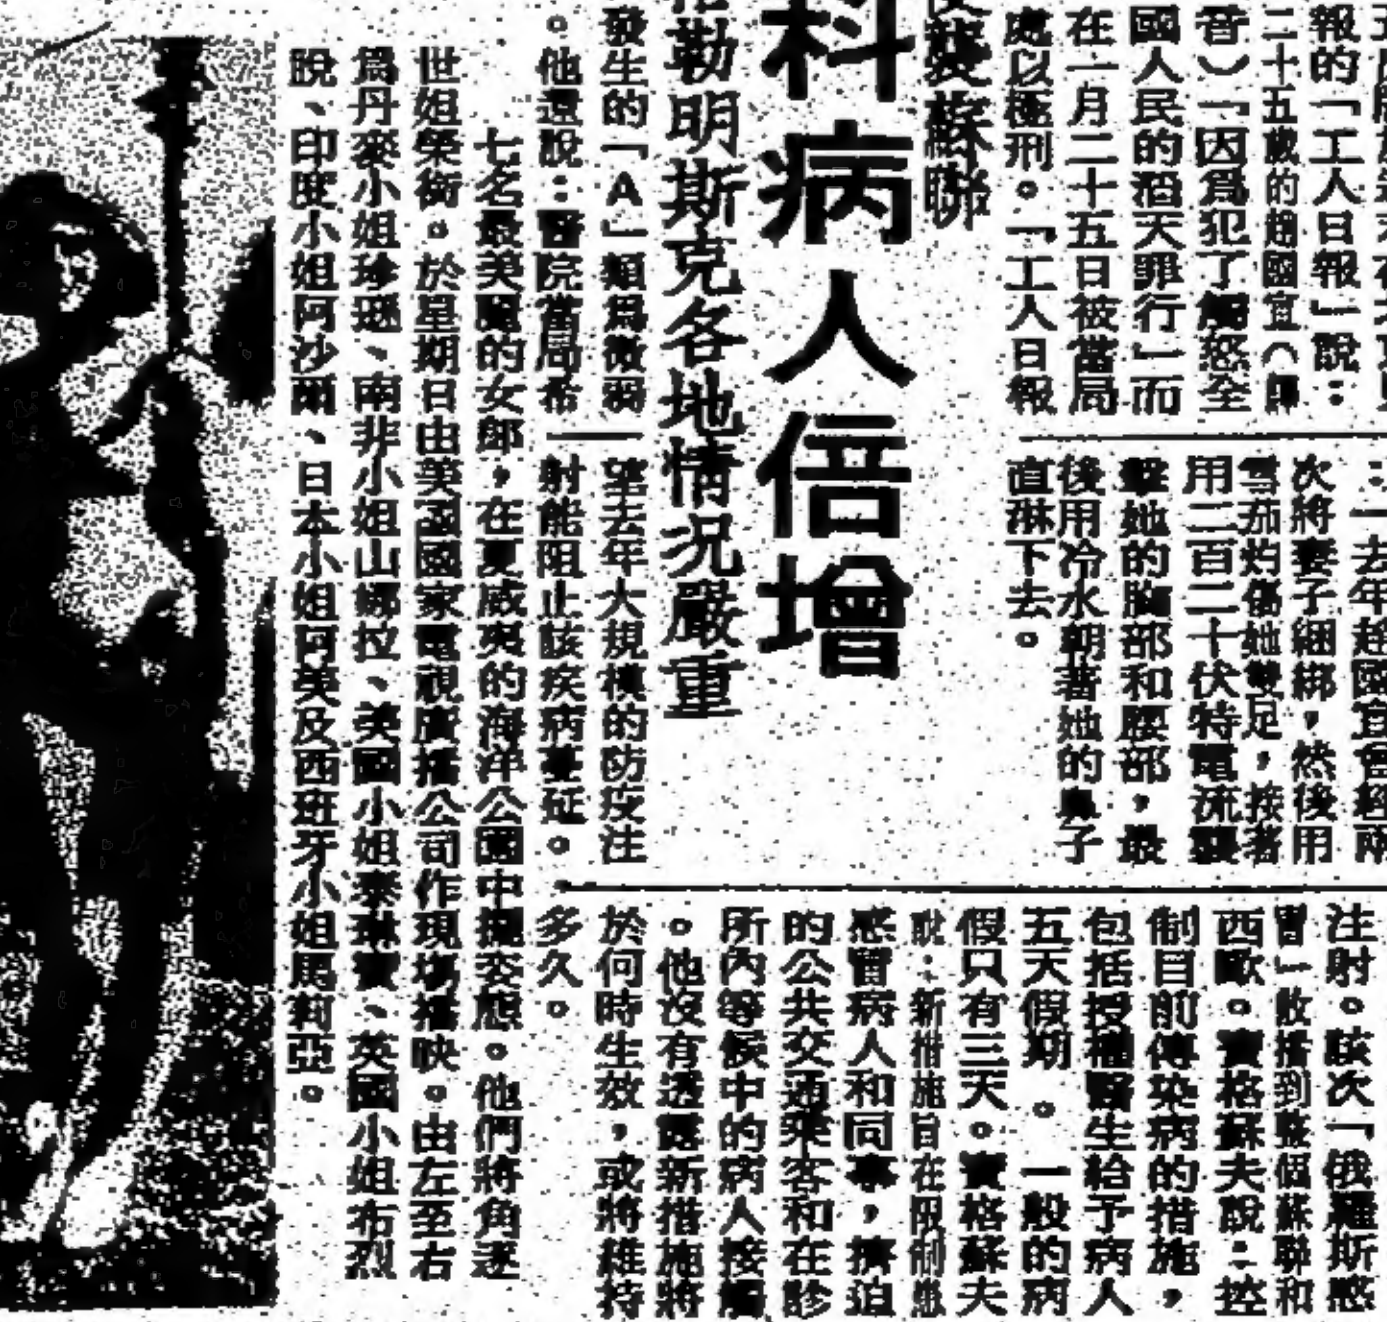 報的「工人日報」說：
二十五歲的趙國宜（譯
音）「因爲犯了觸怒全
國人民的滔天罪行」而
在一月二十五日被當局
處以極刑。「工人日報
：「去年趙國宜曾經兩
次將妻子綑綁，然後用
雪茄灼傷她雙足，接著
用二百二十伏特電流襲
擊她的胸部和腰部，最
後用冷水朝著她的鼻子
直淋下去。
襲蘇聯
科病人倍增
勒明斯克各地情况嚴重
注射。該次「俄羅斯感
冒」散播到整個蘇聯和
西歐。賓格蘇夫說：控
制目前傳染病的措施，
包括授權醫生給予病人
五天假期。一般的病
假只有三天。賓格蘇夫
說：新措施旨在限制患
感冒病人和同事，擠迫
的公共交通乘客和在診
所內等候中的病人接觸
。他沒有透露新措施將
於何時生效，或將維持
多久。
發生的「A」類爲微弱
。他還說：醫院當局希
望去年大規模的防疫注
射能阻止該疾病蔓延。
七名最美麗的女郎，在夏威夷的海洋公園中擺姿態。他們將角逐
世姐榮銜。於星期日由美國國家電視廣播公司作現塲播映。由左至右
爲丹麥小姐珍遜、南非小姐山娜拉、美國小姐泰琳寶、英國小姐布烈
脫、印度小姐阿沙爾、日本小姐阿美及西班牙小姐馬莉亞。